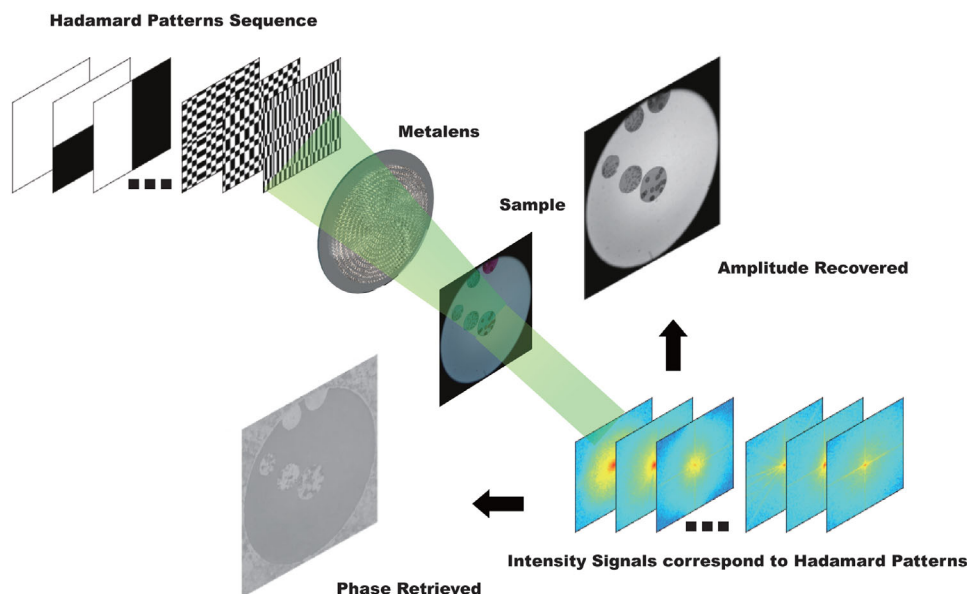 Hadamard Patterns Sequence
Metalens
Sample
Amplitude Recovered
Intensity Signals correspond to Hadamard Patterns
Phase Retrieved